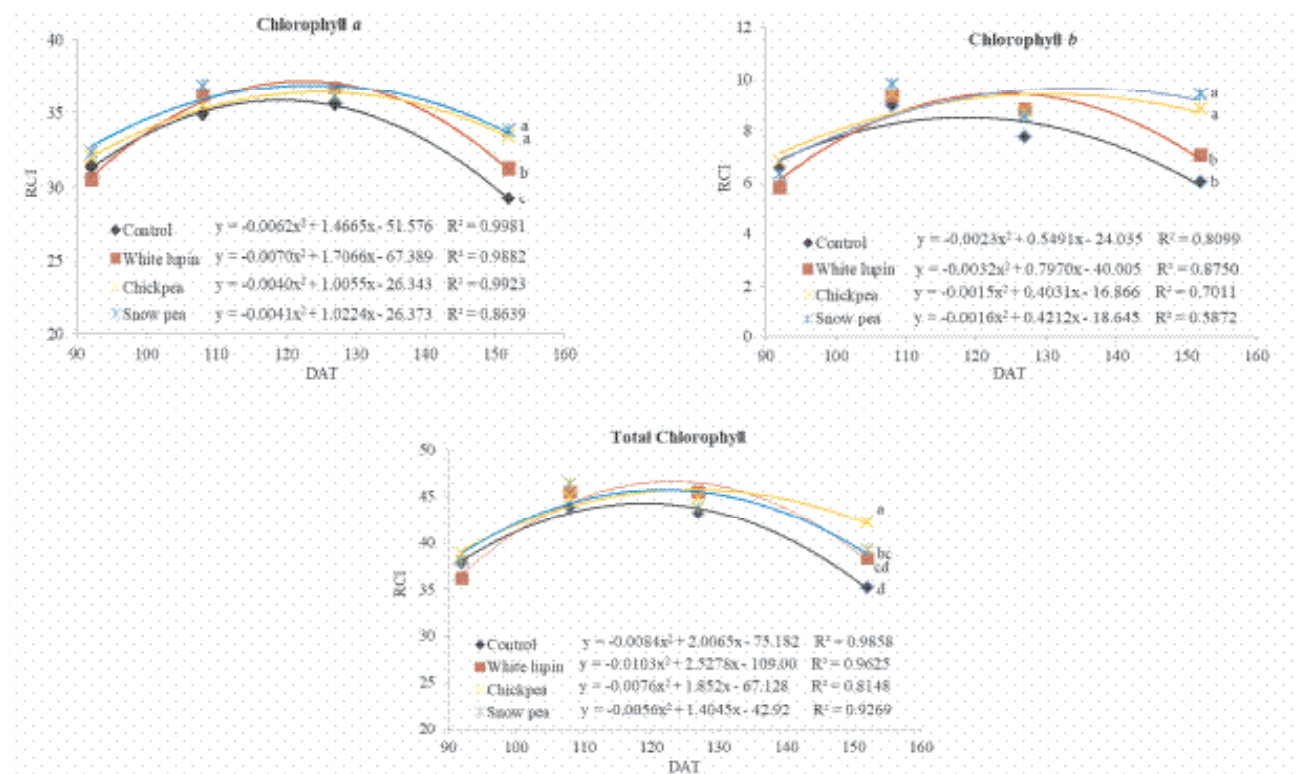 Chlorophyll a
40
35
30
25
20
RCI
a
a
b
c
Control y = -0.0062x² + 1.4665x - 51.576 R² = 0.9981
White lupin y = -0.0070x² + 1.7066x - 67.389 R² = 0.9882
Chickpea y = -0.0040x² + 1.0055x - 26.343 R² = 0.9923
Snow pea y = -0.0041x² + 1.0224x - 26.373 R² = 0.8639
90 100 110 120 130 140 150 160
DAT
Chlorophyll b
12
10
8
6
4
2
0
RCI
a
a
b
b
Control y = -0.0023x² + 0.5491x - 24.035 R² = 0.8099
White lupin y = -0.0032x² + 0.7970x - 40.005 R² = 0.8750
Chickpea y = -0.0015x² + 0.4031x - 16.866 R² = 0.7011
Snow pea y = -0.0016x² + 0.4212x - 18.645 R² = 0.5872
90 100 110 120 130 140 150 160
DAT
Total Chlorophyll
50
45
40
35
30
25
20
RCI
a
bc
cd
d
Control y = -0.0084x² + 2.0065x - 75.182 R² = 0.9858
White lupin y = -0.0103x² + 2.5278x - 109.00 R² = 0.9625
Chickpea y = -0.0076x² + 1.852x - 67.128 R² = 0.8148
Snow pea y = -0.0056x² + 1.4045x - 42.92 R² = 0.9269
90 100 110 120 130 140 150 160
DAT